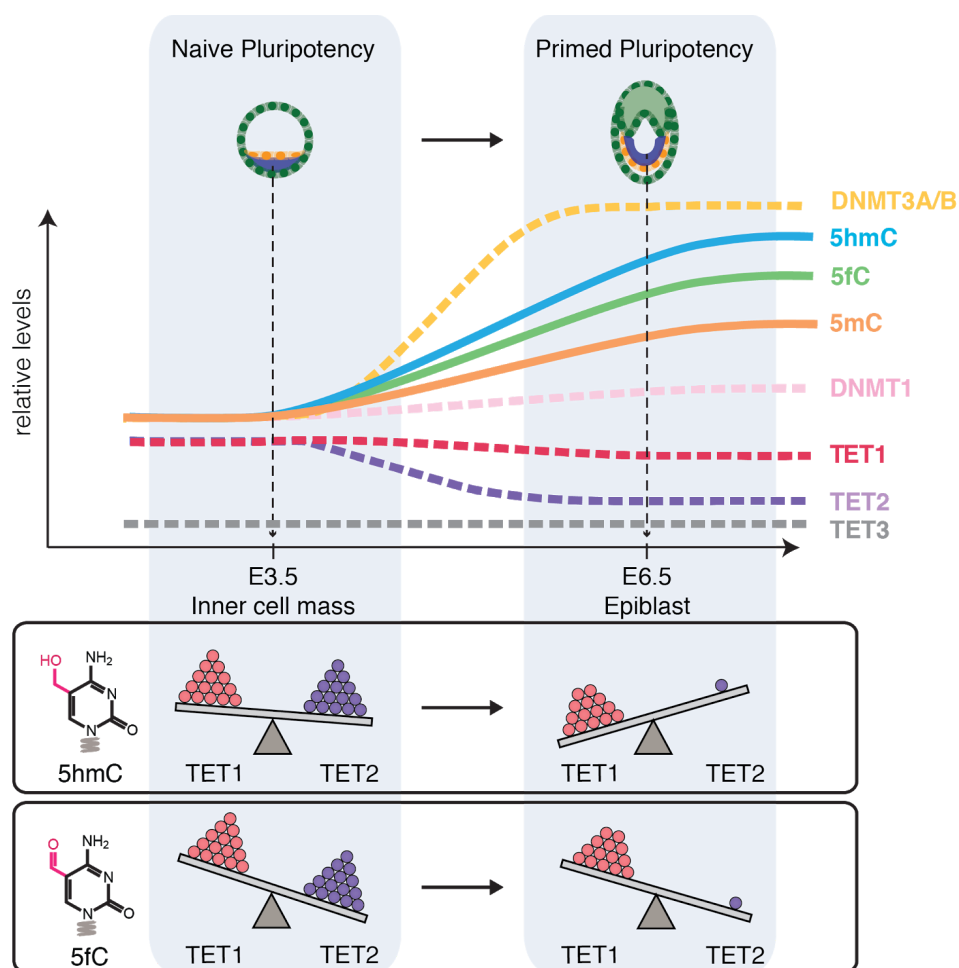 Naive Pluripotency
Primed Pluripotency
relative levels
DNMT3A/B
5hmC
5fC
5mC
DNMT1
TET1
TET2
TET3
E3.5
Inner cell mass
E6.5
Epiblast
HO
NH2
N
N
O
5hmC
TET1
TET2
TET1
TET2
O
NH2
N
N
O
5fC
TET1
TET2
TET1
TET2